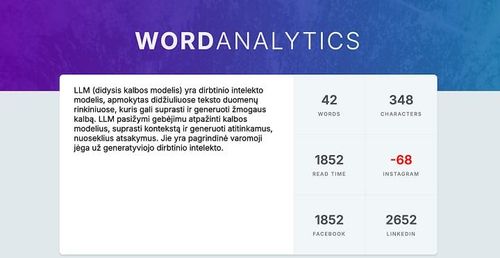 WORDANALYTICS
LLM (didysis kalbos modelis) yra dirbtinio intelekto
modelis, apmokytas didžiuliuose teksto duomenų
rinkiniuose, kuris gali suprasti ir generuoti žmogaus
kalbą. LLM pasižymi gebėjimu atpažinti kalbos
modelius, suprasti kontekstą ir generuoti atitinkamus,
nuoseklius atsakymus. Jie yra pagrindinė varomoji
jėga už generatyviojo dirbtinio intelekto.
42 348
WORDS CHARACTERS
1852 -68
READ TIME INSTAGRAM
1852 2652
FACEBOOK LINKEDIN